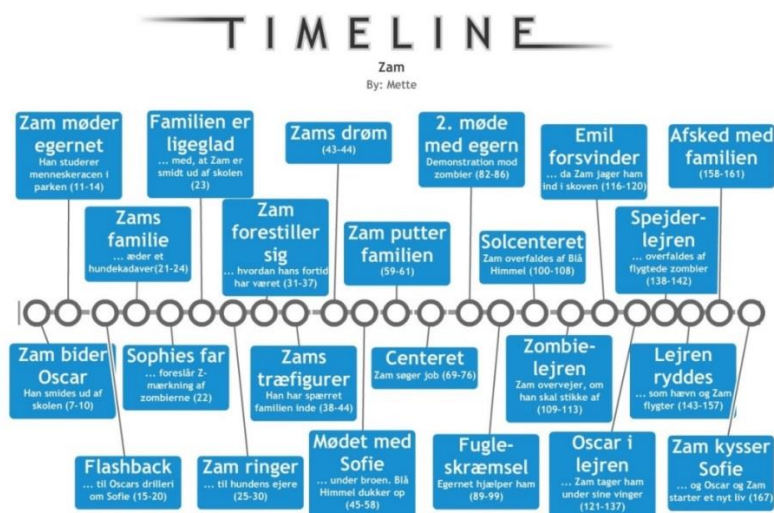 TIMELINE
Zam
By: Mette
Zam møder
egernet
Han studerer
menneskeracen i
parken (11-14)
Familien er
ligeglad
... med, at Zam er
smidt ud af skolen
(23)
Zams drøm
(43-44)
2. møde
med egern
Demonstration mod
zombier (82-86)
Emil
forsvinder
... da Zam jager ham
ind i skoven (116-120)
Afsked med
familien
(158-161)
Zams
familie
... æder et
hundekadaver(21-24)
Zam
forestiller
sig
... hvordan hans fortid
har været (31-37)
Zam putter
familien
(59-61)
Solcenteret
Zam overfaldes af Blå
Himmel (100-108)
Spejder-
lejren
... overfaldes af
flygtede zombier
(138-142)
Zam bider
Oscar
Han smides ud af
skolen (7-10)
Sophies far
... foreslår Z-
mærkning af
zombierne (22)
Zams
træfigurer
Han har spærret
familien inde (38-44)
Centeret
Zam søger job (69-76)
Zombie-
lejren
Zam overvejer, om
han skal stikke af
(109-113)
Lejren
ryddes
... som hævn og Zam
flygter (143-157)
Flashback
... til Oscars drilleri
om Sofie (15-20)
Zam ringer
... til hundens ejere
(25-30)
Mødet med
Sofie
... under broen. Blå
Himmel dukker op
(45-58)
Fugle-
skræmsel
Egernet hjælper ham
(89-99)
Oscar i
lejren
... Zam tager ham
under sine vinger
(121-137)
Zam kysser
Sofie
... og Oscar og Zam
starter et nyt liv (167)